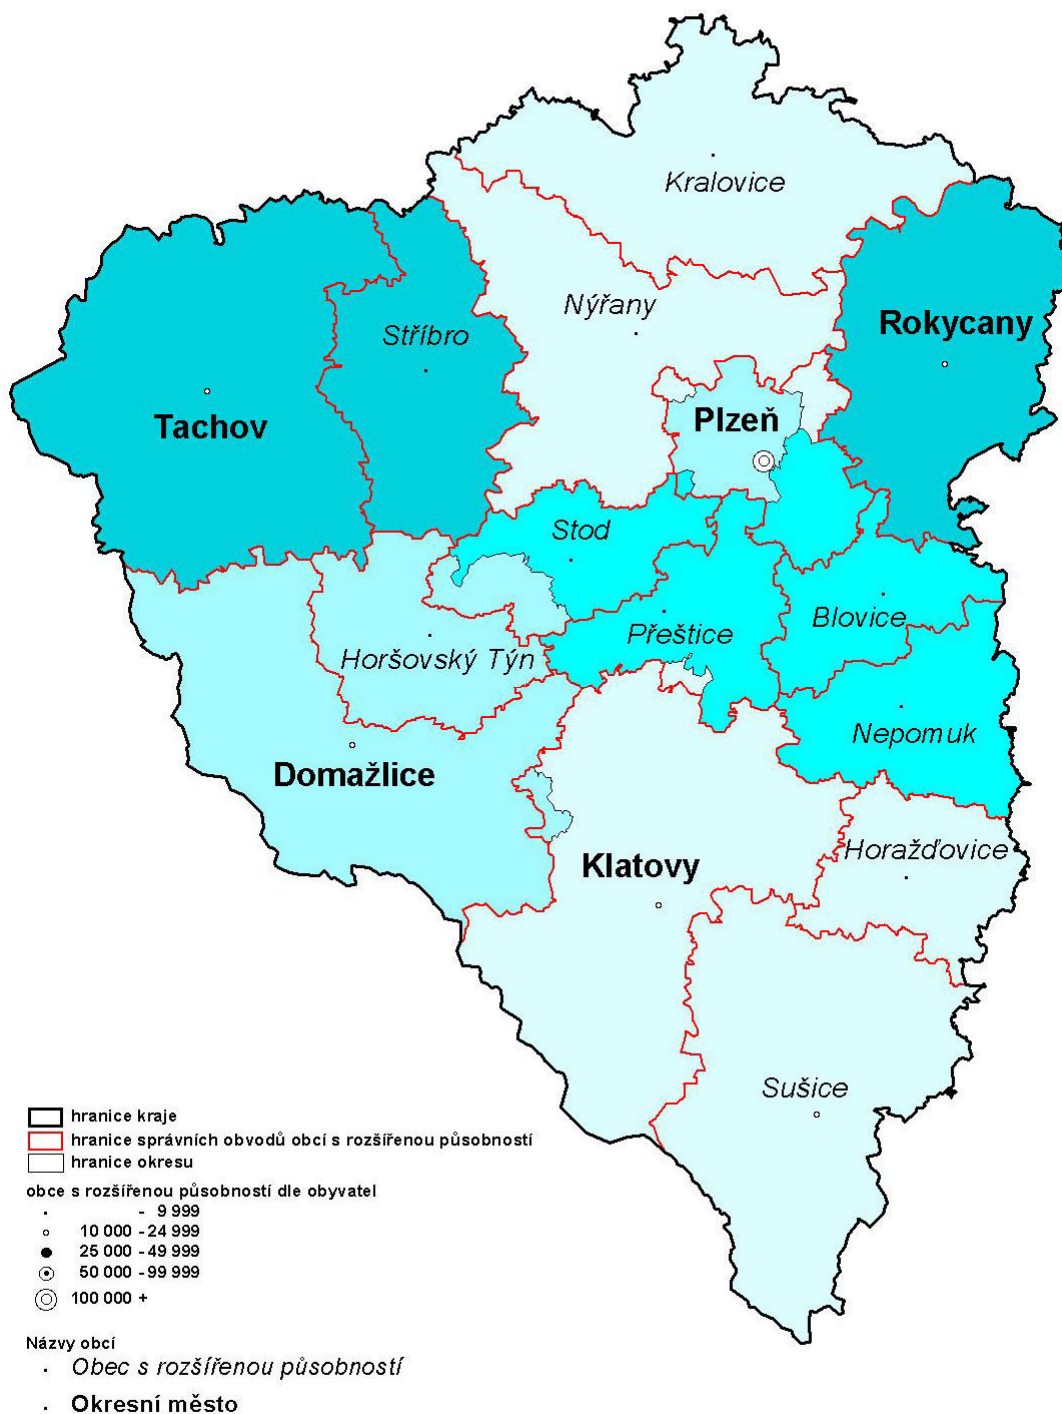 Kralovice
Nýřany
Rokycany
Stříbro
Tachov
Plzeň
Stod
Blovice
Přeštice
Horšovský Týn
Nepomuk
Domažlice
Horažďovice
Klatovy
Sušice
hranice kraje
hranice správních obvodů obcí s rozšířenou působností
hranice okresu
obce s rozšířenou působností dle obyvatel
- 9 999
10 000 - 24 999
25 000 - 49 999
50 000 - 99 999
100 000 +
Názvy obcí
Obec s rozšířenou působností
Okresní město